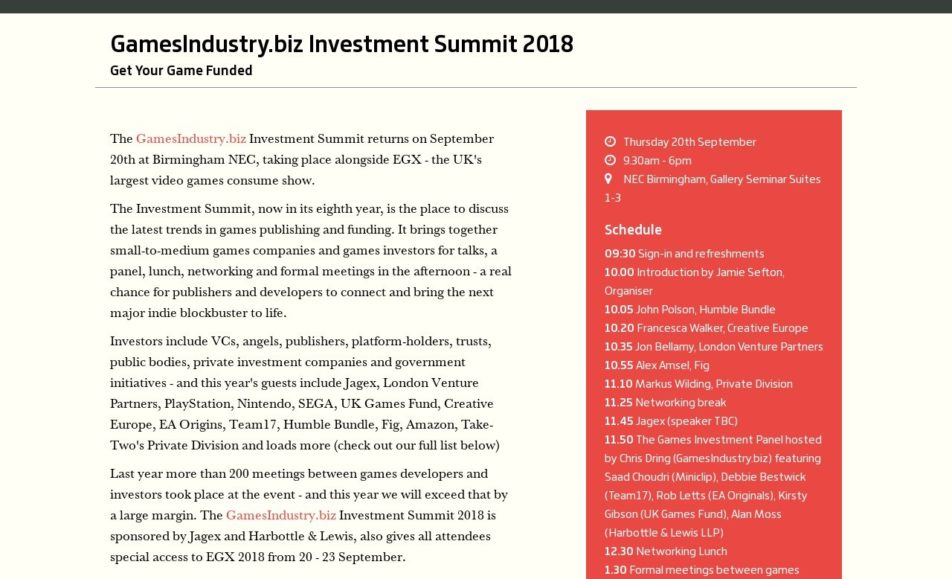 GamesIndustry.biz Investment Summit 2018
Get Your Game Funded
The GamesIndustry.biz Investment Summit returns on September
20th at Birmingham NEC, taking place alongside EGX - the UK's
largest video games consume show.
The Investment Summit, now in its eighth year, is the place to discuss
the latest trends in games publishing and funding. It brings together
small-to-medium games companies and games investors for talks, a
panel, lunch, networking and formal meetings in the afternoon - a real
chance for publishers and developers to connect and bring the next
major indie blockbuster to life.
Investors include VCs, angels, publishers, platform-holders, trusts,
public bodies, private investment companies and government
initiatives - and this year's guests include Jagex, London Venture
Partners, PlayStation, Nintendo, SEGA, UK Games Fund, Creative
Europe, EA Origins, Team17, Humble Bundle, Fig, Amazon, Take-
Two's Private Division and loads more (check out our full list below)
Last year more than 200 meetings between games developers and
investors took place at the event - and this year we will exceed that by
a large margin. The GamesIndustry.biz Investment Summit 2018 is
sponsored by Jagex and Harbottle & Lewis, also gives all attendees
special access to EGX 2018 from 20 - 23 September.
Thursday 20th September
9.30am - 6pm
NEC Birmingham, Gallery Seminar Suites
1-3
Schedule
09:30 Sign-in and refreshments
10.00 Introduction by Jamie Sefton,
Organiser
10.05 John Polson, Humble Bundle
10.20 Francesca Walker, Creative Europe
10.35 Jon Bellamy, London Venture Partners
10.55 Alex Amsel, Fig
11.10 Markus Wilding, Private Division
11.25 Networking break
11.45 Jagex (speaker TBC)
11.50 The Games Investment Panel hosted
by Chris Dring (GamesIndustry.biz) featuring
Saad Choudri (Miniclip), Debbie Bestwick
(Team17), Rob Letts (EA Originals), Kirsty
Gibson (UK Games Fund), Alan Moss
(Harbottle & Lewis LLP)
12.30 Networking Lunch
1.30 Formal meetings between games